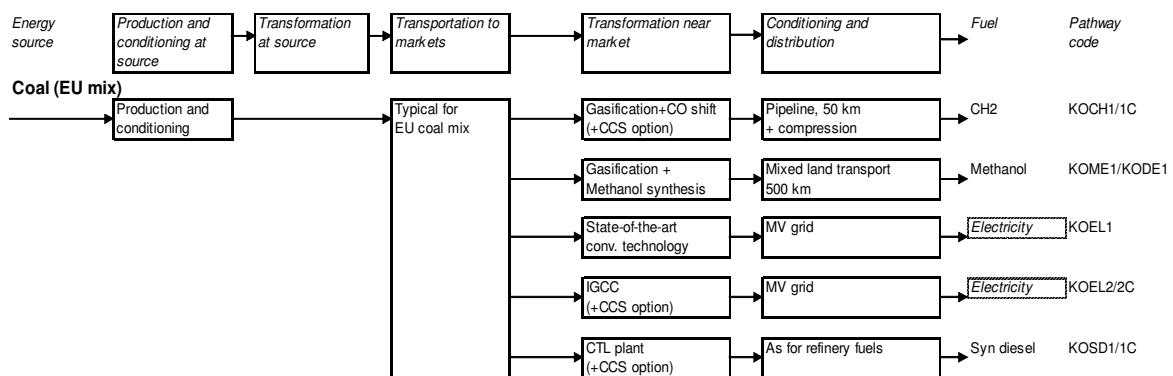 Energy source
Production and conditioning at source
Transformation at source
Transportation to markets
Transformation near market
Conditioning and distribution
Fuel
Pathway code
Coal (EU mix)
Production and conditioning
Typical for EU coal mix
Gasification+CO shift (+CCS option)
Pipeline, 50 km + compression
CH2
KOCH1/1C
Gasification + Methanol synthesis
Mixed land transport 500 km
Methanol
KOME1/KODE1
State-of-the-art conv. technology
MV grid
Electricity
KOEL1
IGCC (+CCS option)
MV grid
Electricity
KOEL2/2C
CTL plant (+CCS option)
As for refinery fuels
Syn diesel
KOSD1/1C